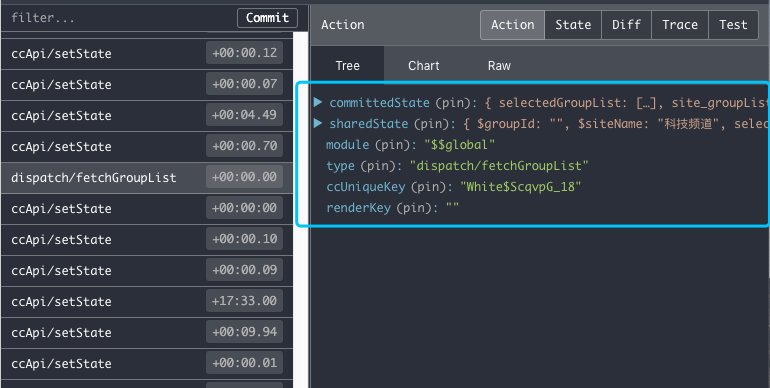 filter...
Commit
ccApi/setState +00:00.12
ccApi/setState +00:00.07
ccApi/setState +00:04.49
ccApi/setState +00:00.70
dispatch/fetchGroupList +00:00.00
ccApi/setState +00:00:00
ccApi/setState +00:00.10
ccApi/setState +00:00.09
ccApi/setState +17:33.00
ccApi/setState +00:09.94
ccApi/setState +00:00.01
Action
Action State Diff Trace Test
Tree Chart Raw
▶ committedState (pin): { selectedGroupList: […], site_groupList
▶ sharedState (pin): { $groupId: "", $siteName: "科技频道", selec
module (pin): "$$global"
type (pin): "dispatch/fetchGroupList"
ccUniqueKey (pin): "White$ScqvpG_18"
renderKey (pin): ""